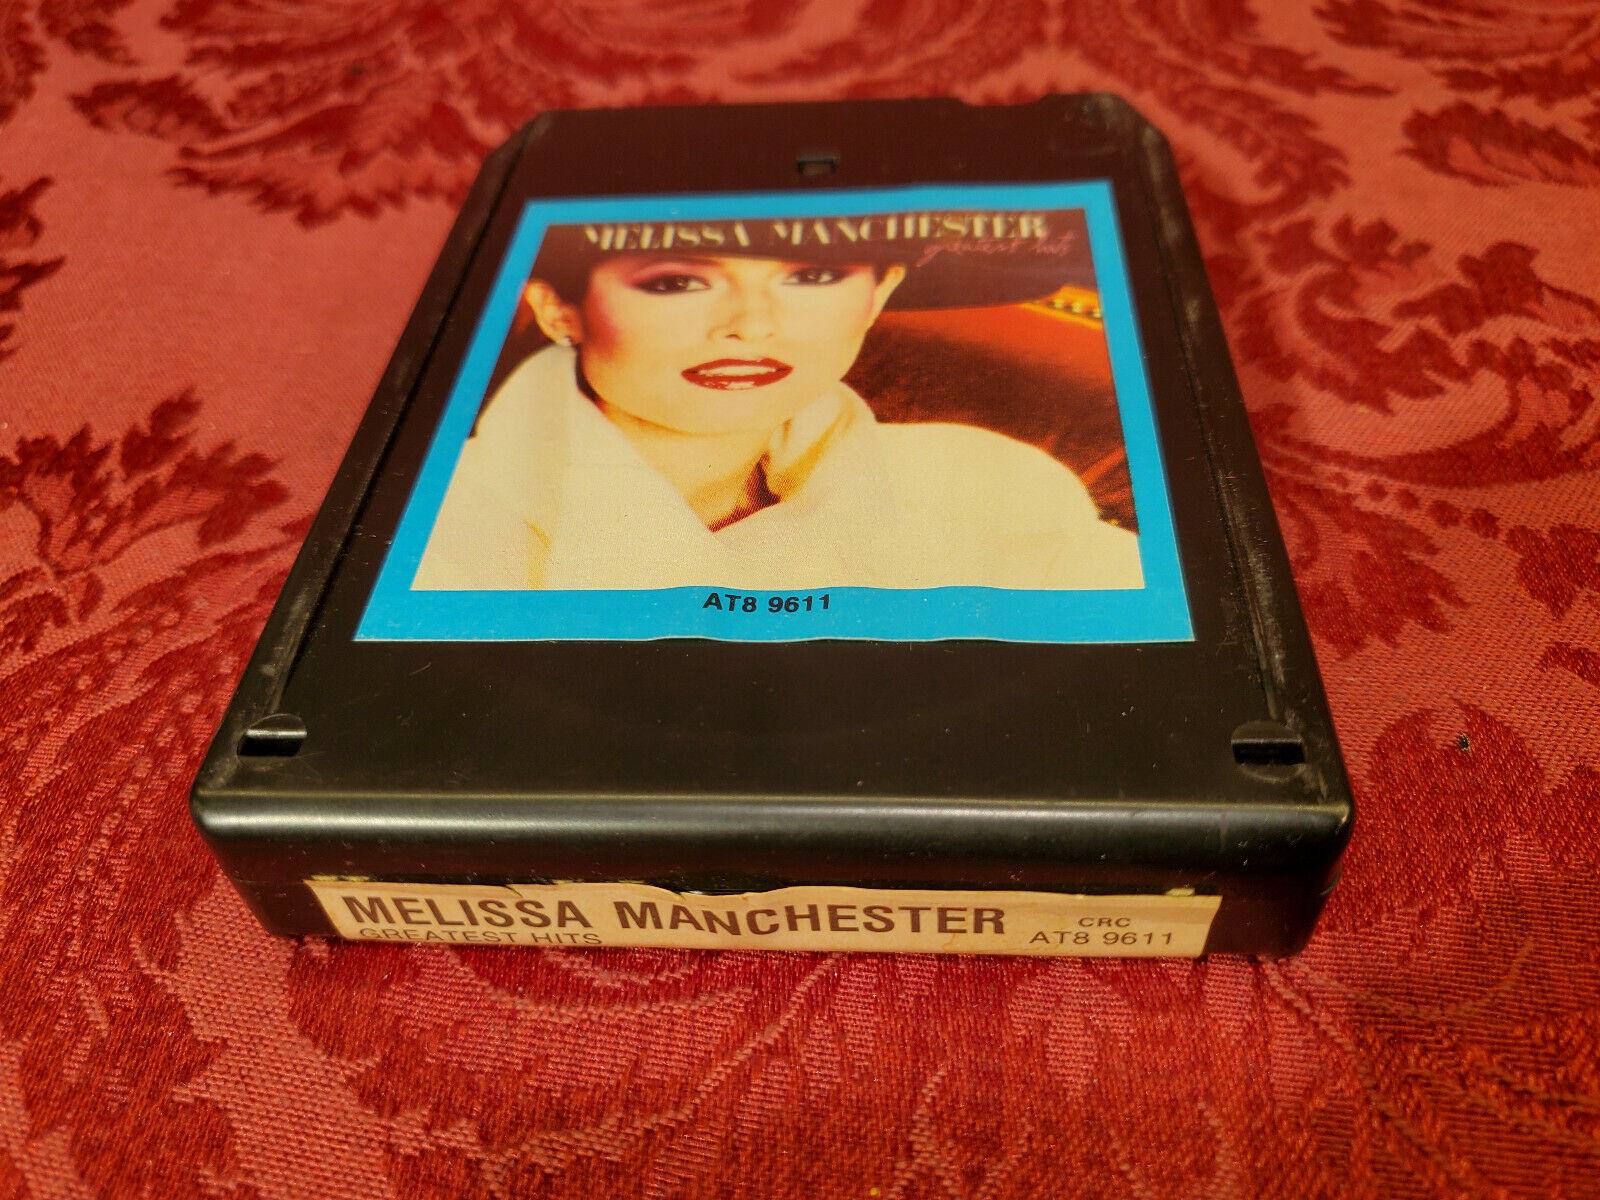 MELISSA MANCHESTER
greatest hits
AT8 9611
MELISSA MANCHESTER
GREATEST HITS
CRC
AT8 9611